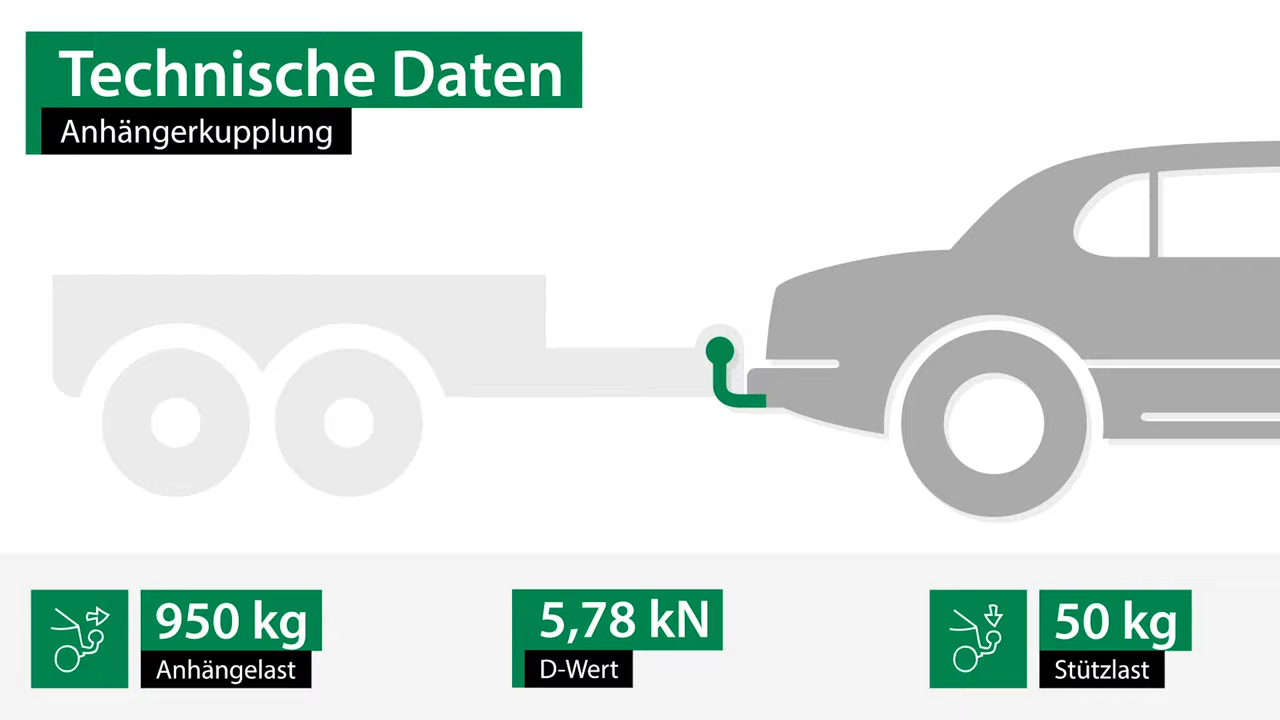 Technische Daten
Anhängerkupplung
950 kg
Anhängelast
5,78 kN
D-Wert
50 kg
Stützlast